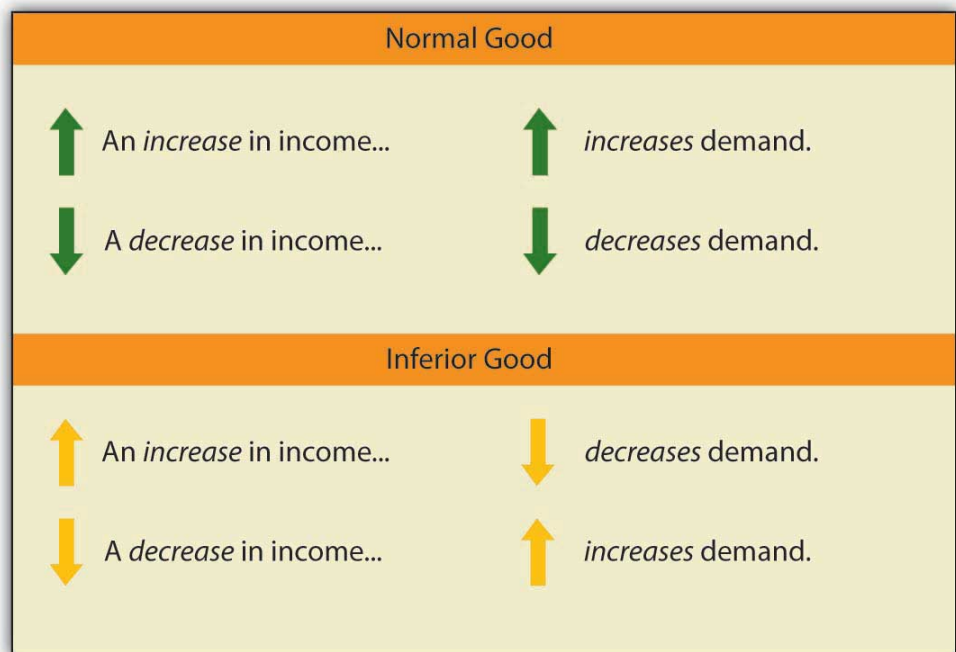 Normal Good
An increase in income... increases demand.
A decrease in income... decreases demand.
Inferior Good
An increase in income... decreases demand.
A decrease in income... increases demand.